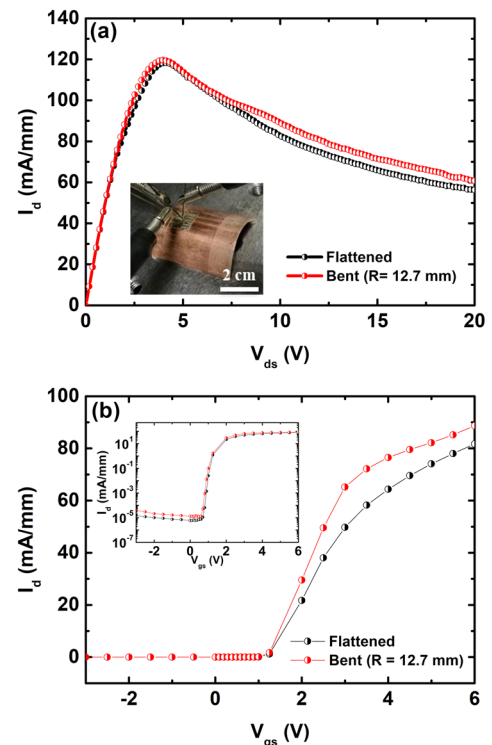 (a)
140
120
100
80
60
40
20
0
I_d (mA/mm)
2 cm
Flattened
Bent (R= 12.7 mm)
0 5 10 15 20
V_ds (V)
(b)
100
80
60
40
20
0
I_d (mA/mm)
10^1
10^-1
10^-3
10^-5
10^-7
I_d (mA/mm)
-2 0 2 4 6
V_gs (V)
Flattened
Bent (R = 12.7 mm)
-2 0 2 4 6
V_gs (V)